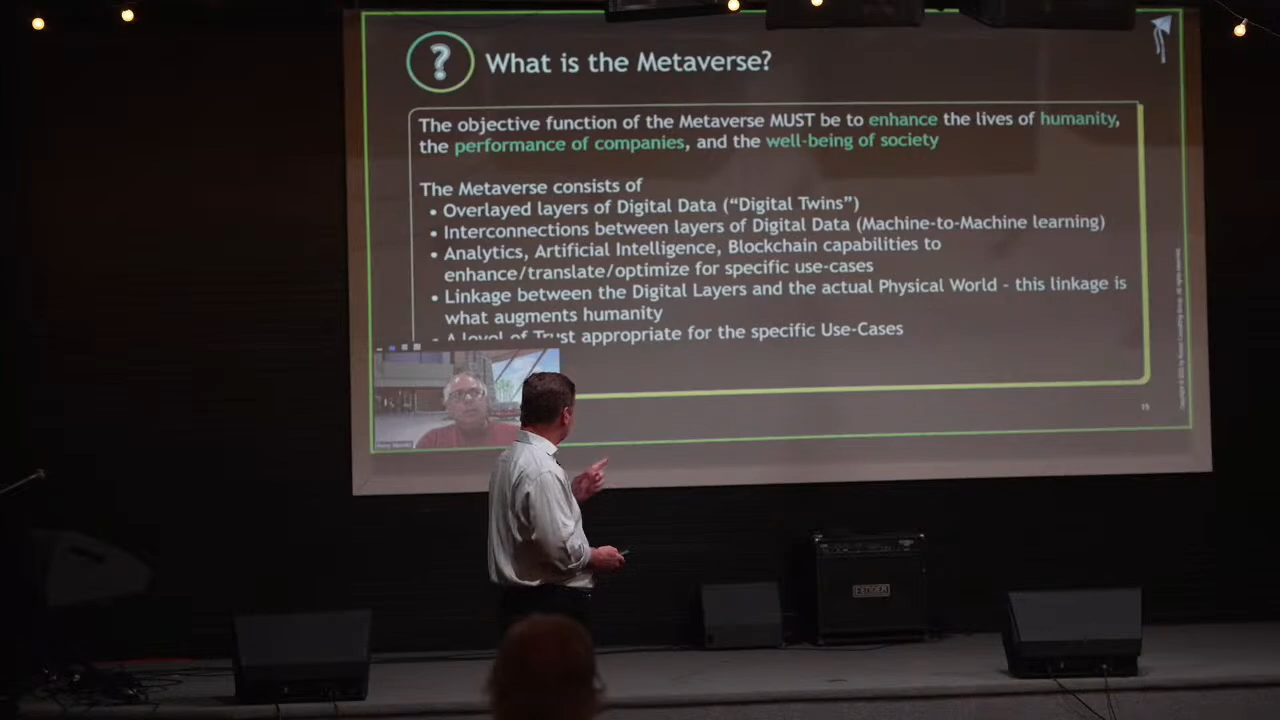 ?
What is the Metaverse?
The objective function of the Metaverse MUST be to enhance the lives of humanity,
the performance of companies, and the well-being of society
The Metaverse consists of
• Overlayed layers of Digital Data (“Digital Twins”)
• Interconnections between layers of Digital Data (Machine-to-Machine learning)
• Analytics, Artificial Intelligence, Blockchain capabilities to
enhance/translate/optimize for specific use-cases
• Linkage between the Digital Layers and the actual Physical World - this linkage is
what augments humanity
A level of Trust appropriate for the specific Use-Cases
15
FENDER